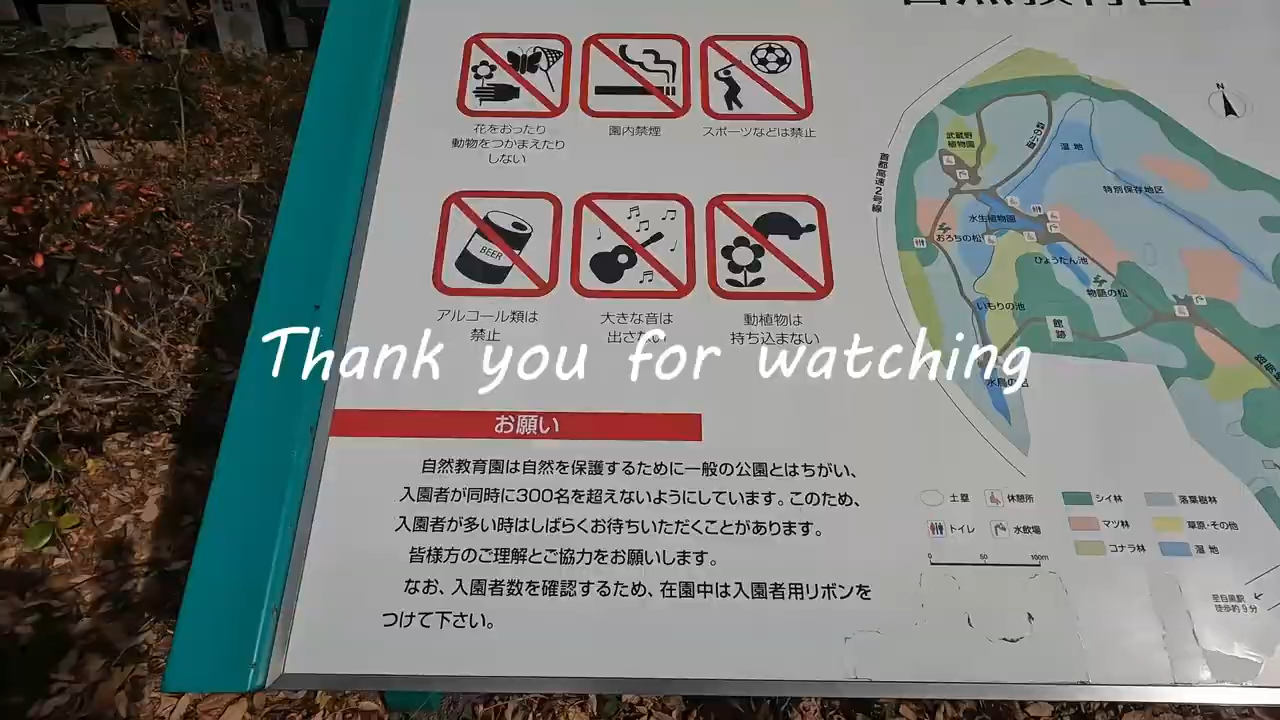 花をおったり
動物をつかまえたり
しない
園内禁煙
スポーツなどは禁止
BEER
アルコール類は
禁止
大きな音は
出さない
動植物は
持ち込まない
Thank you for watching
お願い
自然教育園は自然を保護するために一般の公園とはちがい、
入園者が同時に300名を超えないようにしています。このため、
入園者が多い時はしばらくお待ちいただくことがあります。
皆様方のご理解とご協力をお願いします。
なお、入園者数を確認するため、在園中は入園者用リボンを
つけて下さい。
N
首都高速2号線
武蔵野
植物園
湿地
特別保存地区
水生植物園
おろちの松
ひょうたん池
物語の松
いもりの池
館
跡
土塁
休憩所
トイレ
水飲場
シイ林
落葉樹林
マツ林
草原・その他
コナラ林
湿地
0 50 100m
至目黒駅
徒歩約9分